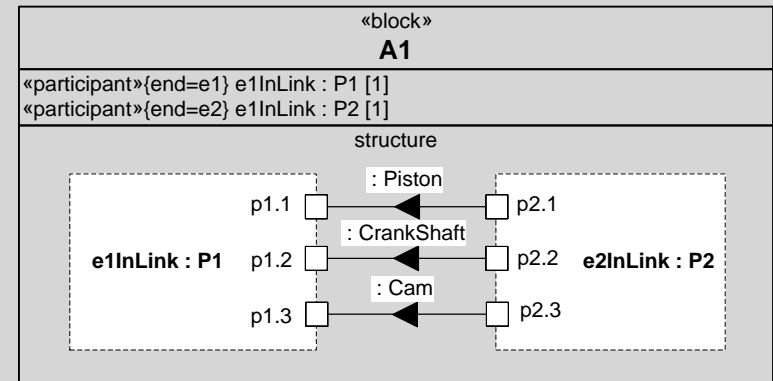 «block»
A1
«participant»{end=e1} e1InLink : P1 [1]
«participant»{end=e2} e1InLink : P2 [1]
structure
: Piston
p1.1
p2.1
: CrankShaft
e1InLink : P1
p1.2
p2.2
e2InLink : P2
: Cam
p1.3
p2.3